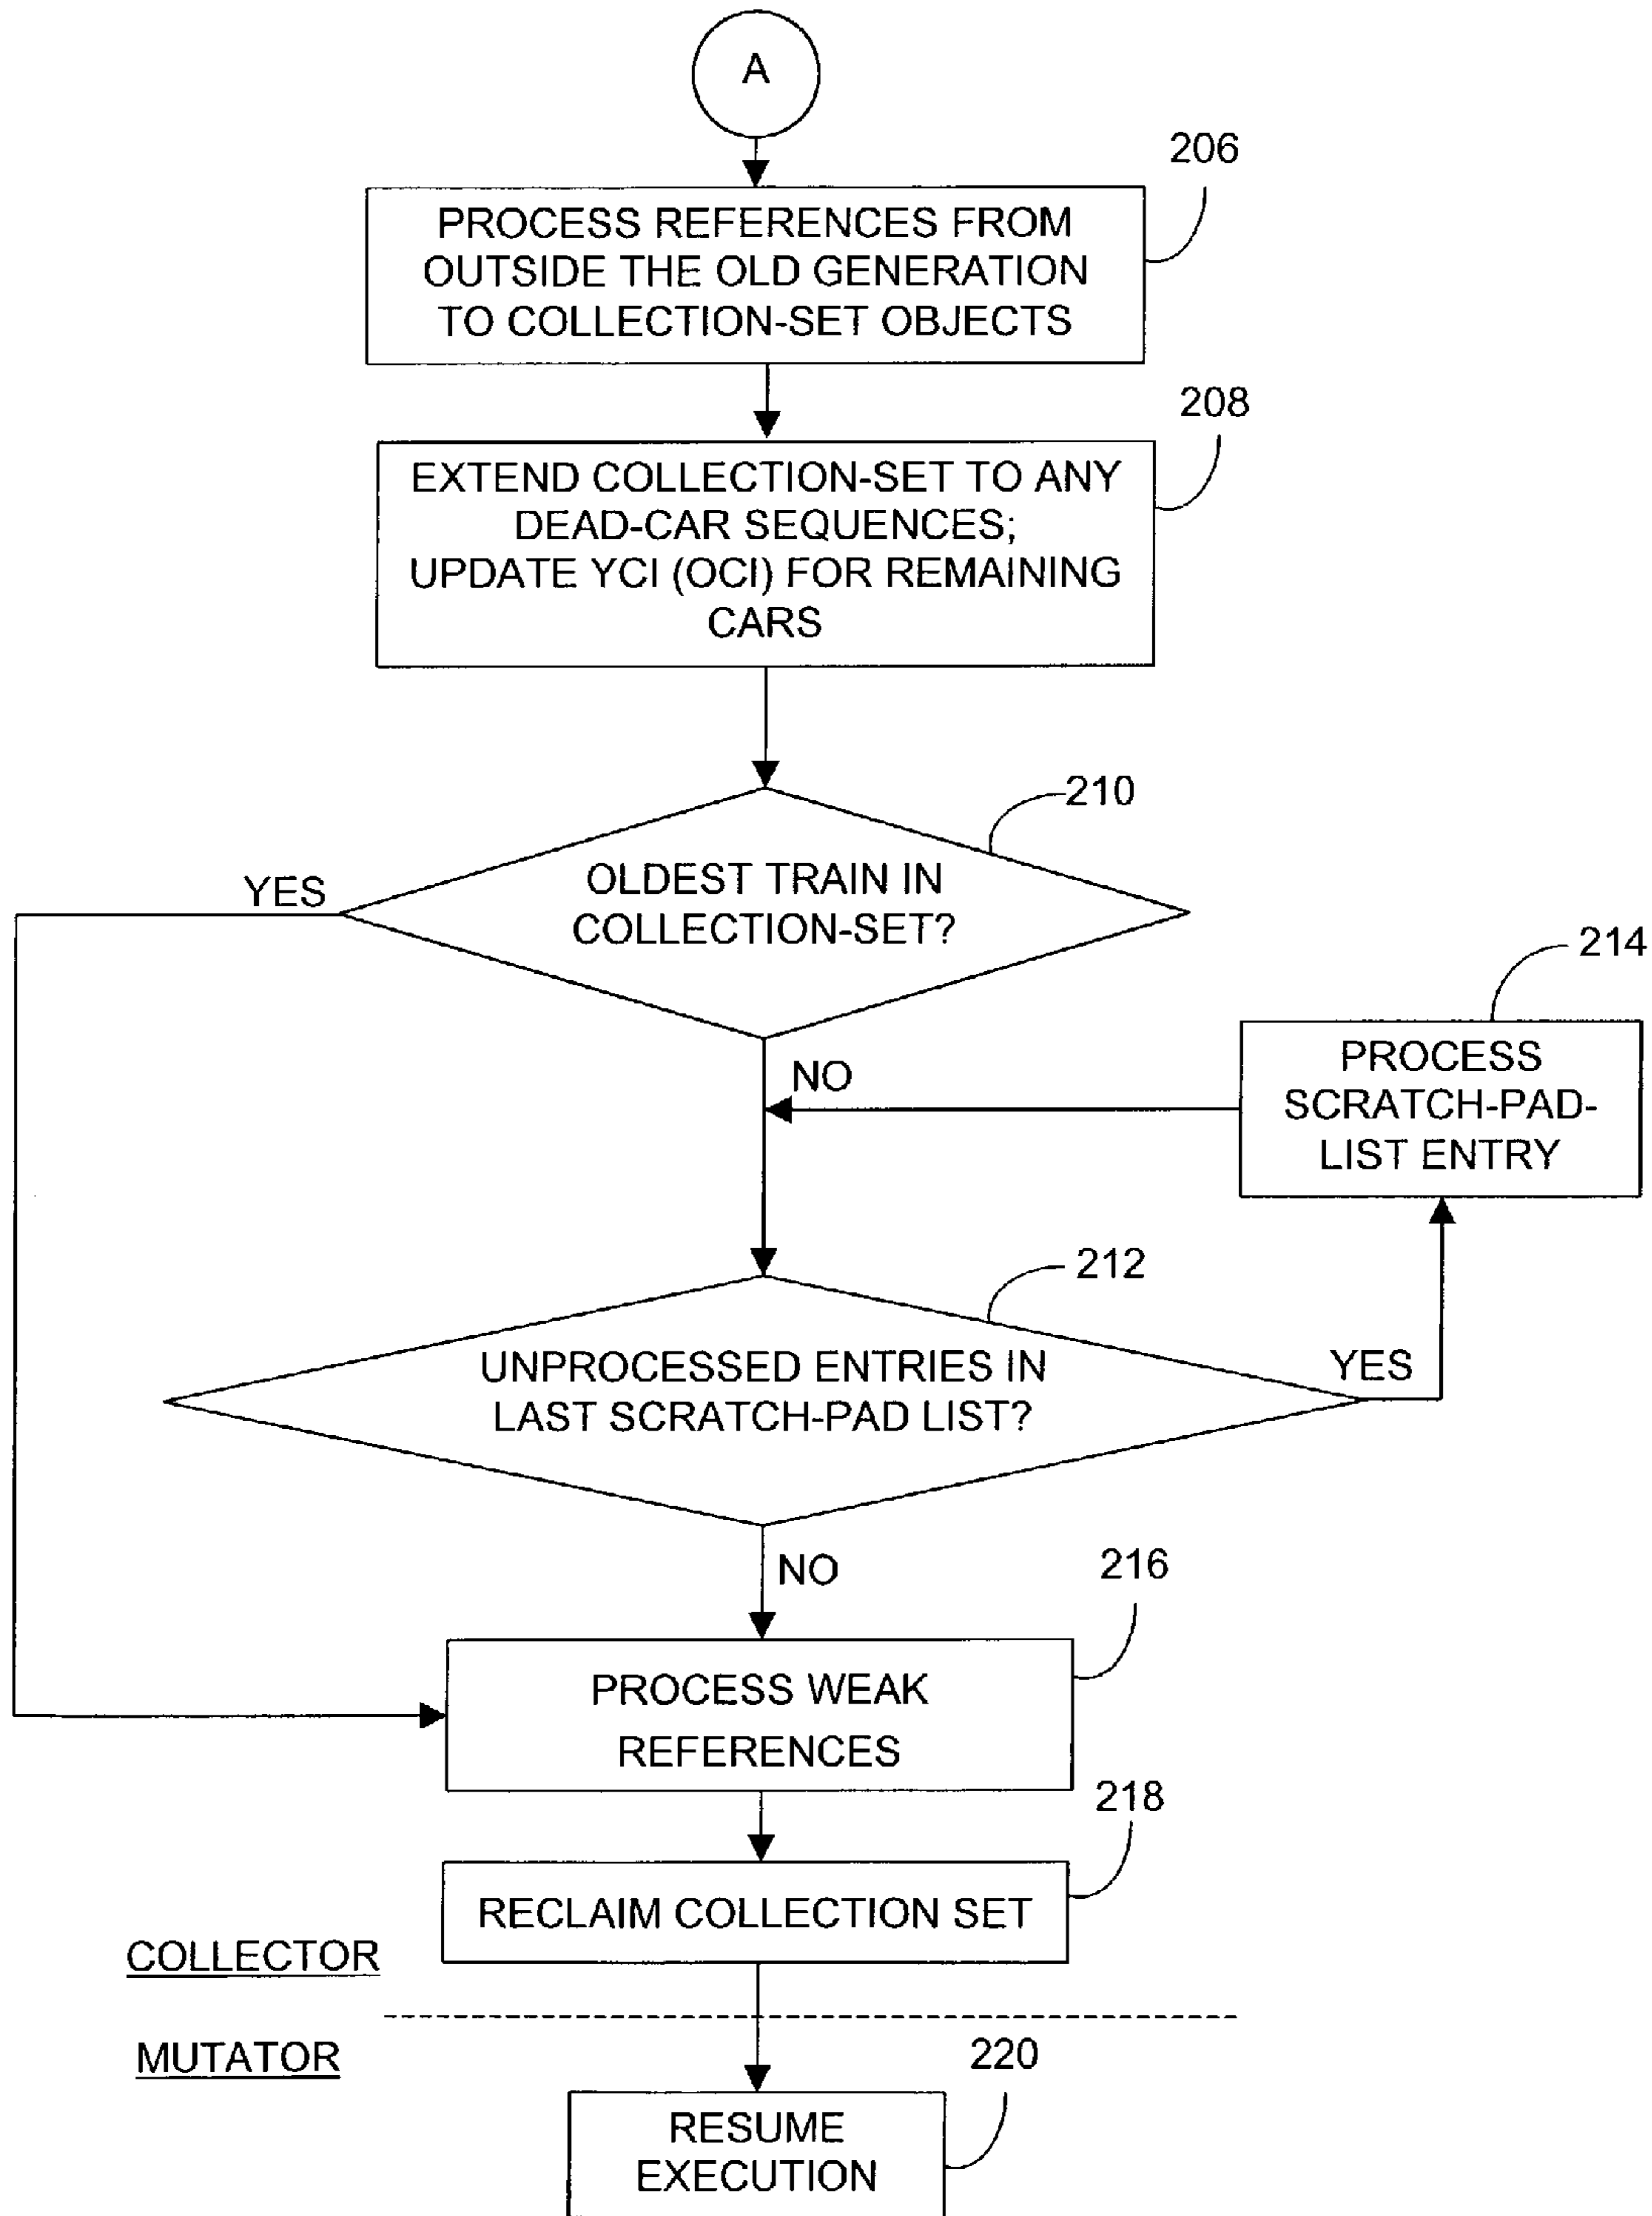 A
206
PROCESS REFERENCES FROM
OUTSIDE THE OLD GENERATION
TO COLLECTION-SET OBJECTS
208
EXTEND COLLECTION-SET TO ANY
DEAD-CAR SEQUENCES;
UPDATE YCI (OCI) FOR REMAINING
CARS
210
OLDEST TRAIN IN
COLLECTION-SET?
YES
NO
214
PROCESS
SCRATCH-PAD-
LIST ENTRY
212
UNPROCESSED ENTRIES IN
LAST SCRATCH-PAD LIST?
YES
NO
216
PROCESS WEAK
REFERENCES
218
RECLAIM COLLECTION SET
COLLECTOR
MUTATOR
220
RESUME
EXECUTION